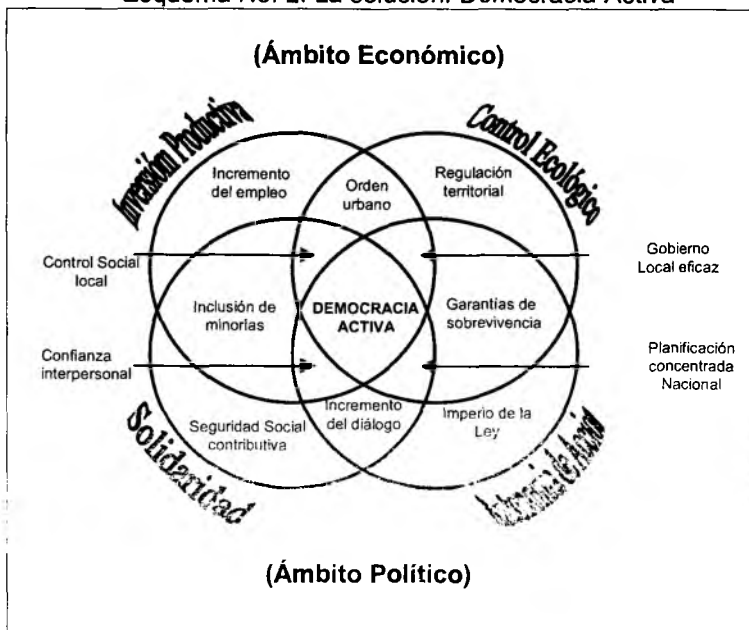 Esquema No. 2. La solución: Democracia Activa
(Ámbito Económico)
Inversión Productiva
Control Ecológico
Incremento
del empleo
Orden
urbano
Regulación
territorial
Control Social
local
Gobierno
Local eficaz
Inclusión de
minorías
DEMOCRACIA
ACTIVA
Garantías de
sobrevivencia
Confianza
interpersonal
Planificación
concentrada
Nacional
Seguridad Social
contributiva
Incremento
del diálogo
Imperio de la
Ley
Solidaridad
(Ámbito Político)